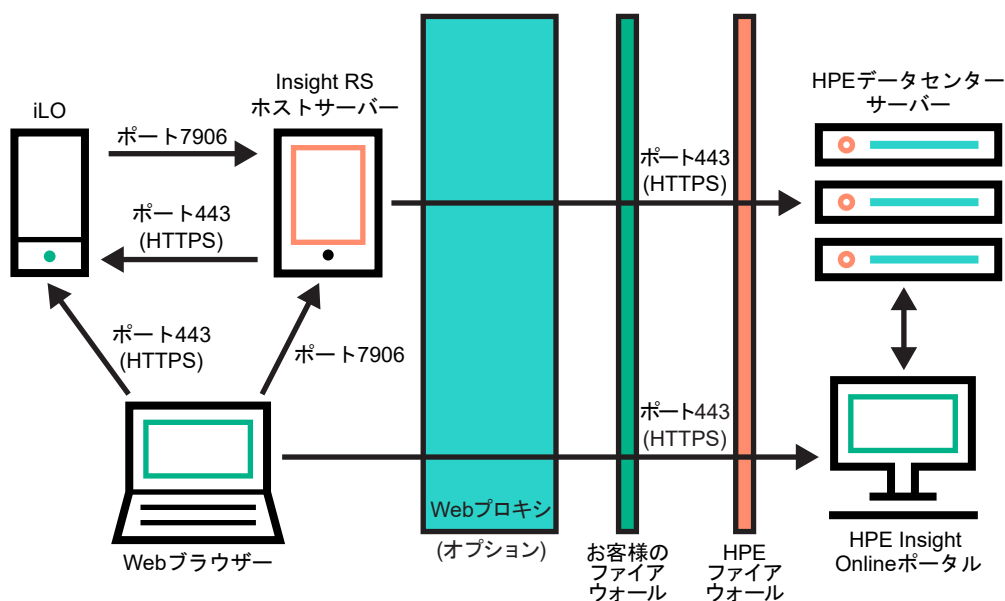 iLO
Insight RS
ホストサーバー
HPEデータセンター
サーバー
ポート7906
ポート443
(HTTPS)
ポート443
(HTTPS)
ポート443
(HTTPS)
ポート7906
ポート443
(HTTPS)
Webプロキシ
(オプション)
Webブラウザー
お客様の
ファイア
ウォール
HPE
ファイア
ウォール
HPE Insight
Onlineポータル